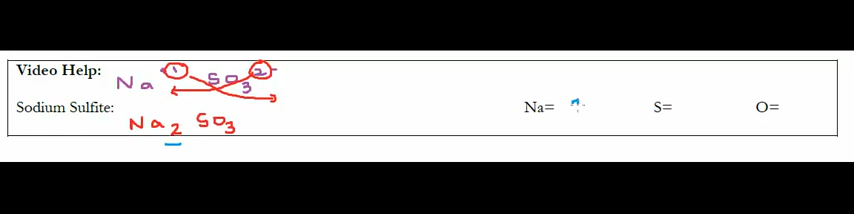 Video Help: Na +1 SO3 2-
Sodium Sulfite: Na= S= O=
Na2 SO3